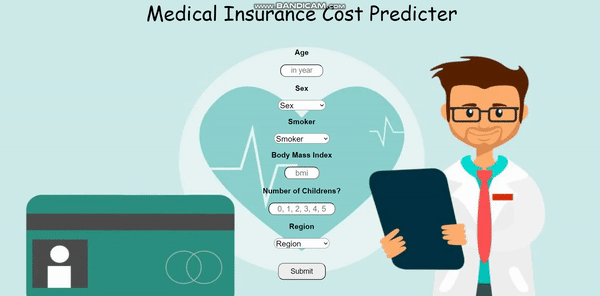 www.BANDICAM.com
Medical Insurance Cost Predicter
Age
in year
Sex
Sex
Smoker
Smoker
Body Mass Index
bmi
Number of Childrens?
0, 1, 2, 3, 4, 5
Region
Region
Submit